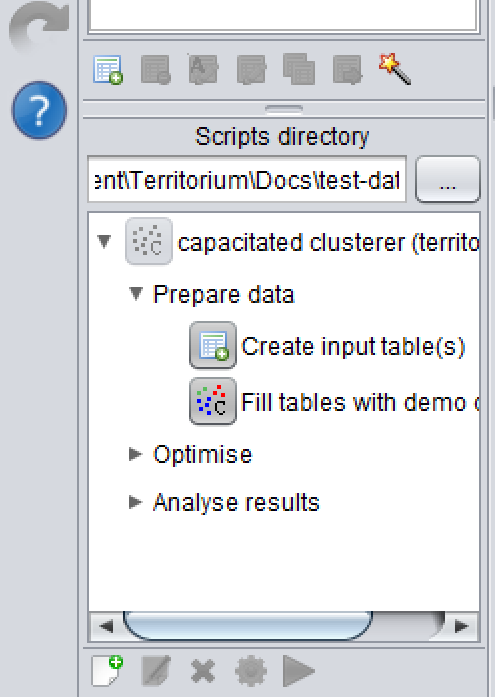 Scripts directory
ent\Territorium\Docs\test-dat
...
capacitated clusterer (territo
Prepare data
Create input table(s)
Fill tables with demo
Optimise
Analyse results